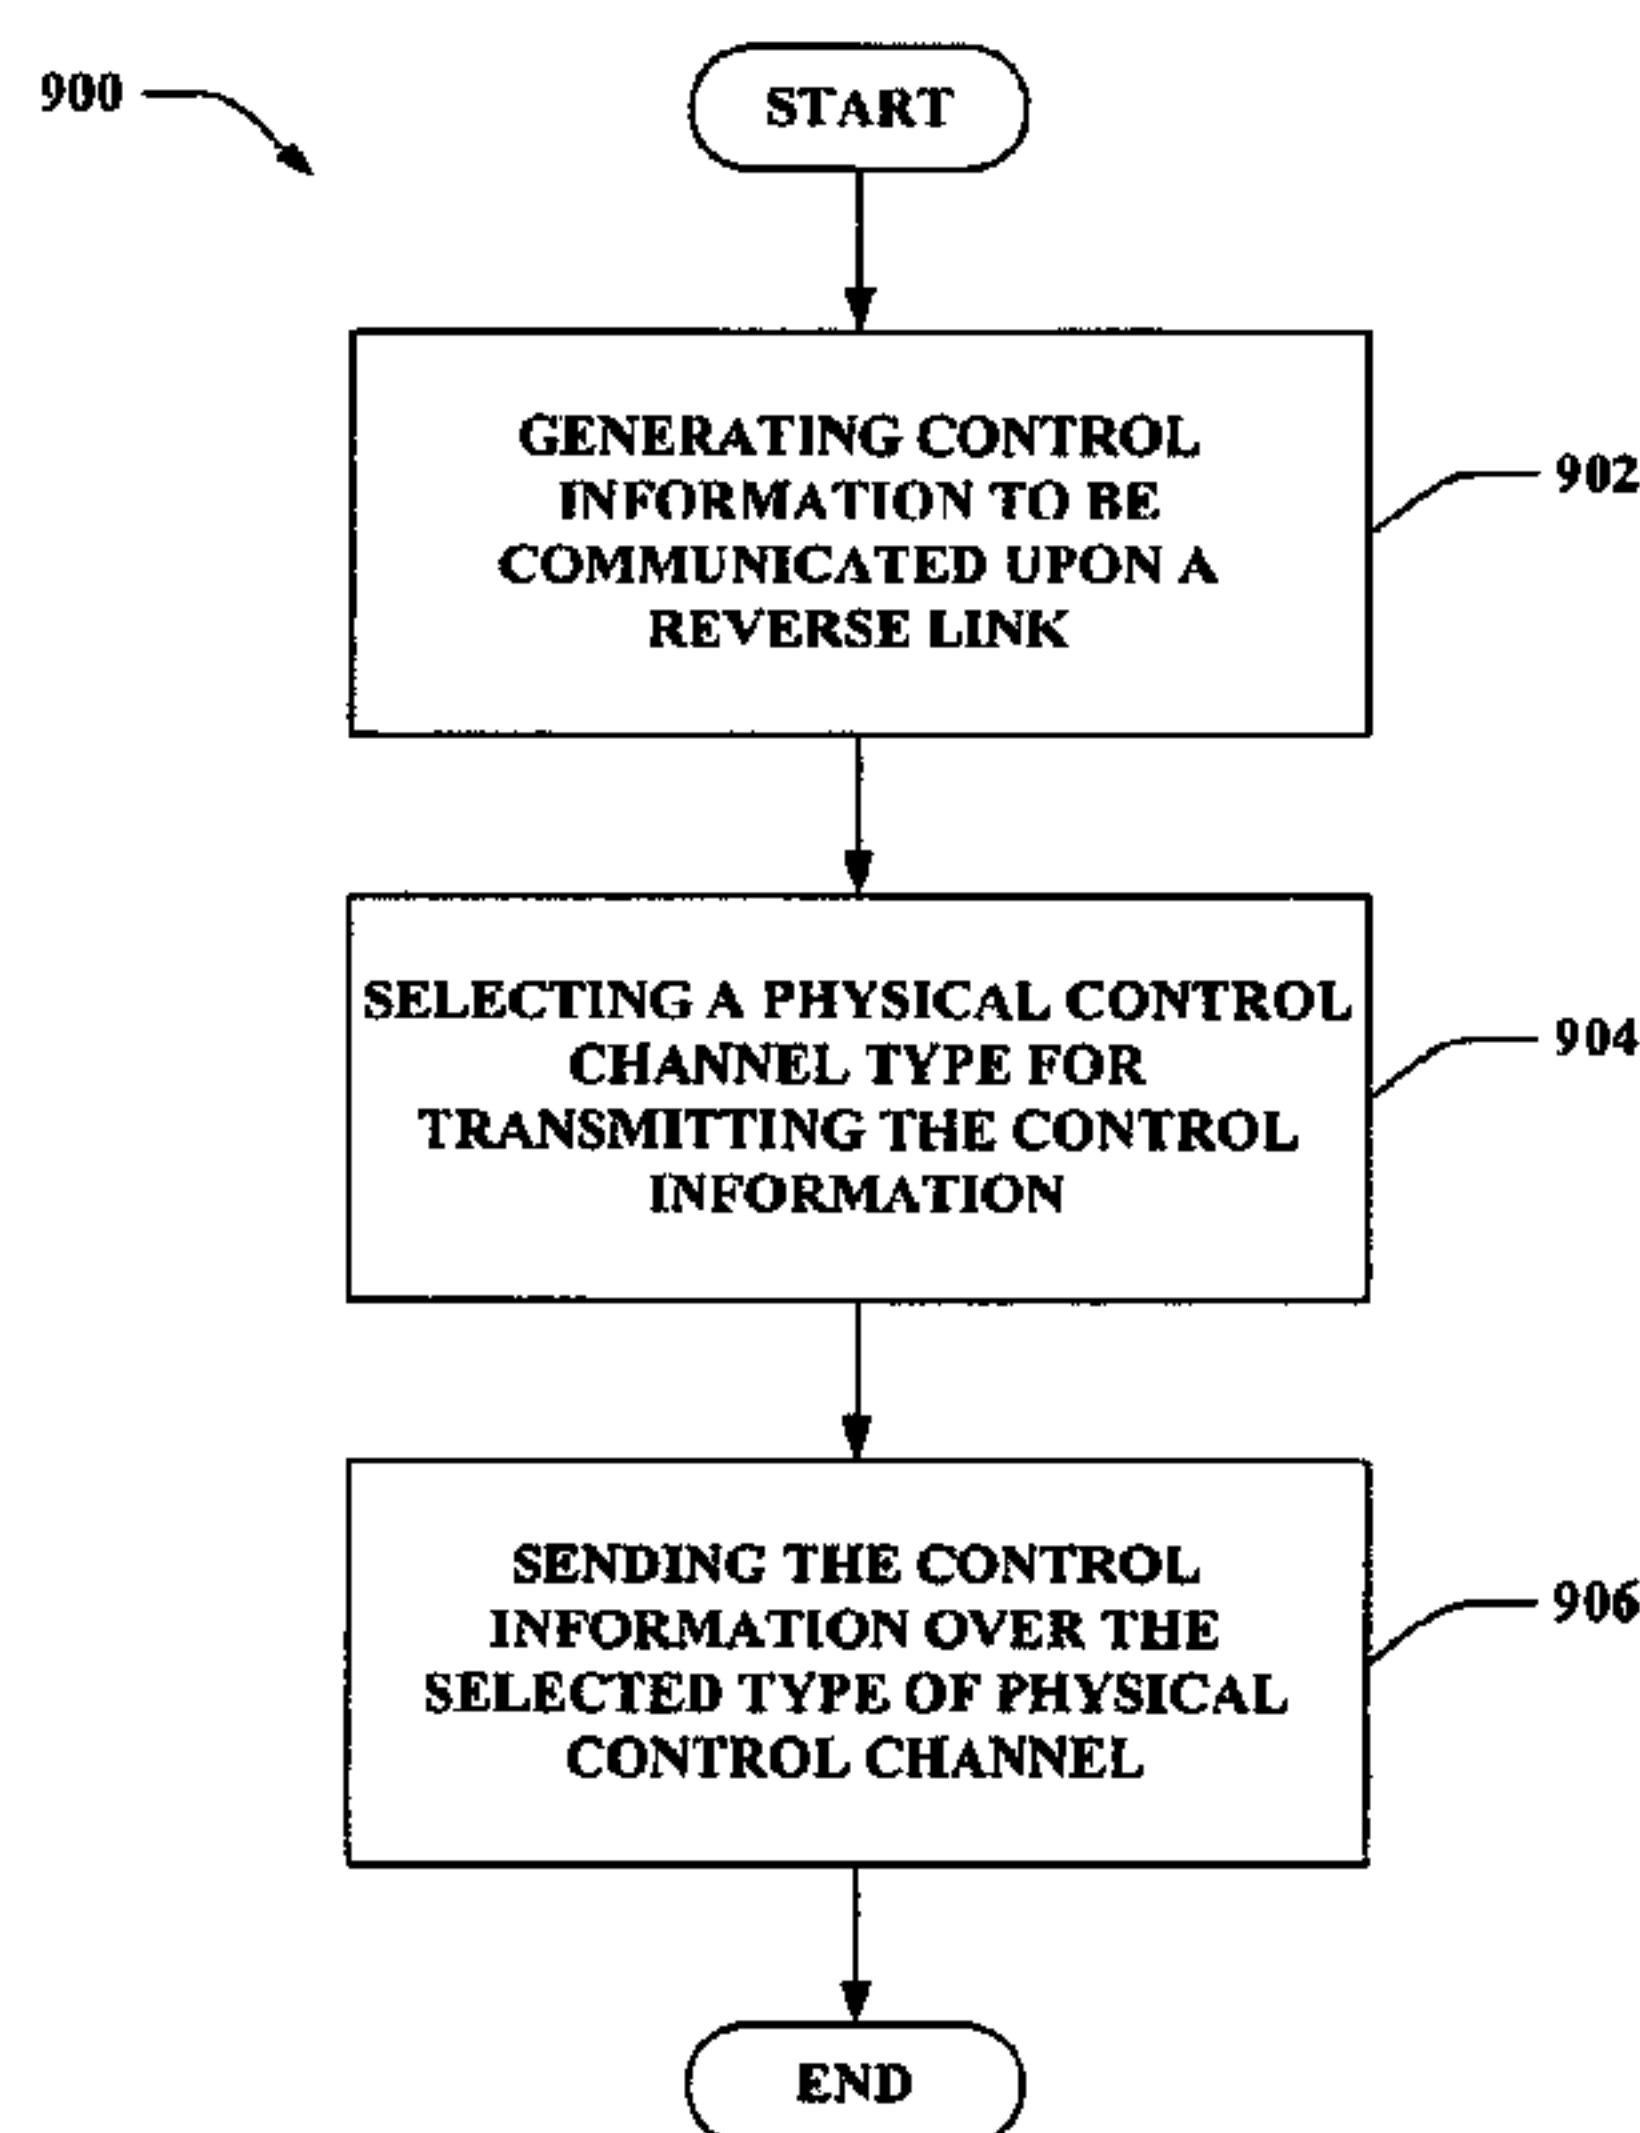 900
START
GENERATING CONTROL
INFORMATION TO BE
COMMUNICATED UPON A
REVERSE LINK
902
SELECTING A PHYSICAL CONTROL
CHANNEL TYPE FOR
TRANSMITTING THE CONTROL
INFORMATION
904
SENDING THE CONTROL
INFORMATION OVER THE
SELECTED TYPE OF PHYSICAL
CONTROL CHANNEL
906
END